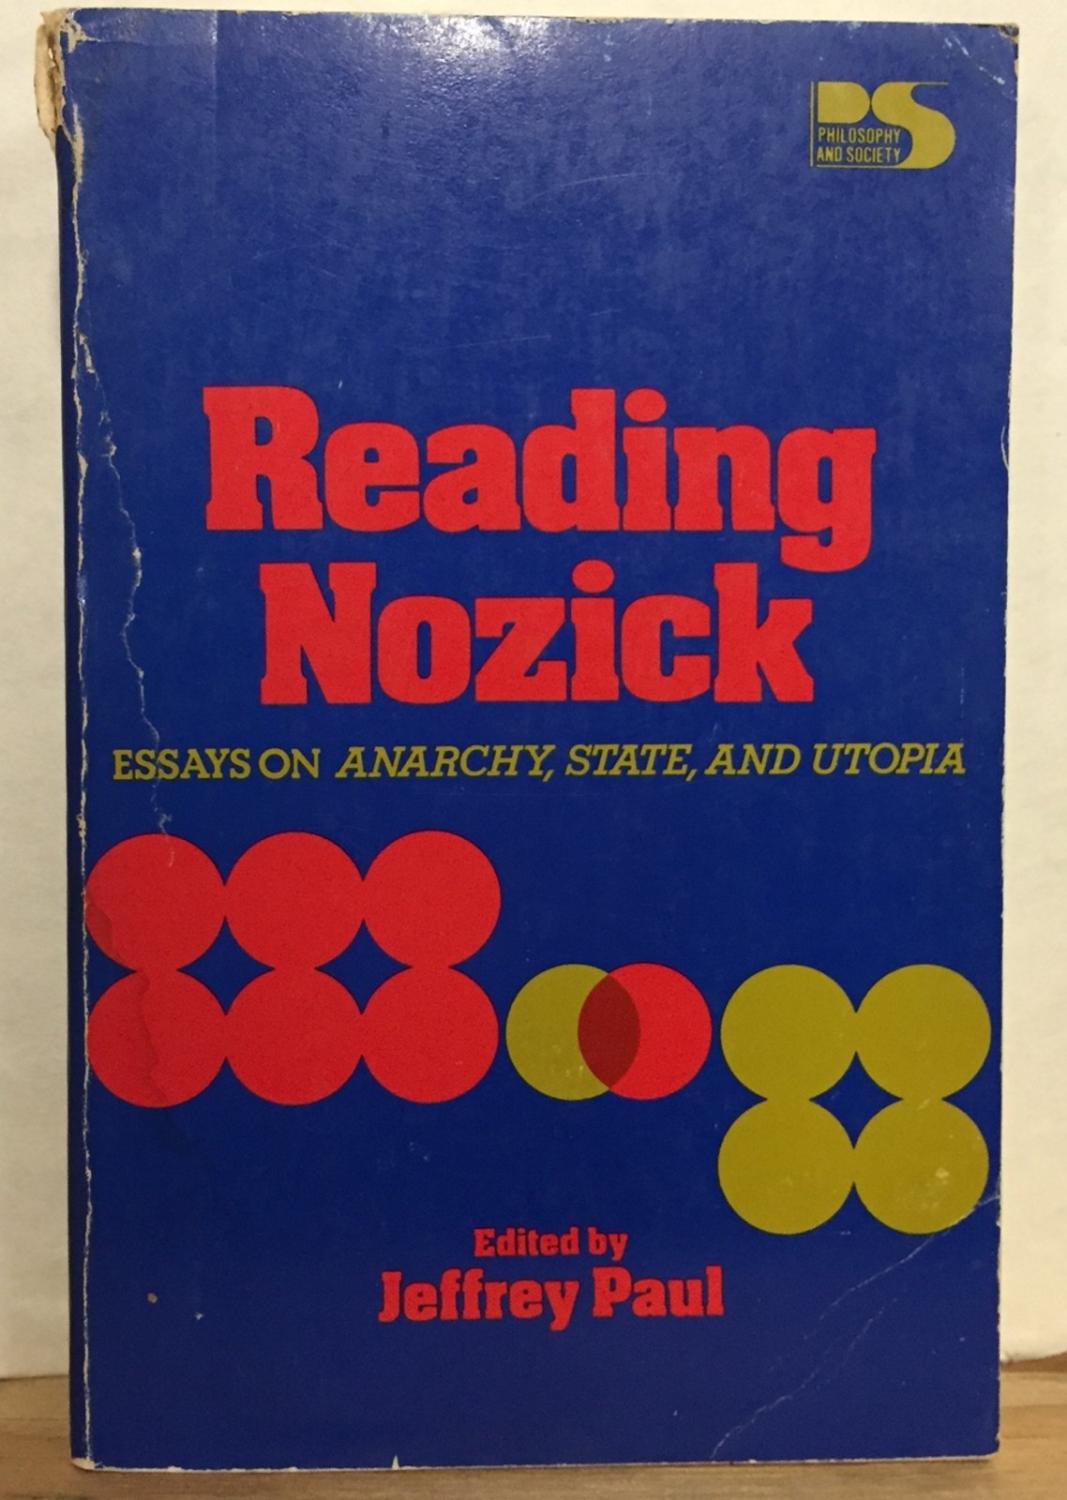 PS
PHILOSOPHY
AND SOCIETY
Reading
Nozick
ESSAYS ON ANARCHY, STATE, AND UTOPIA
Edited by
Jeffrey Paul